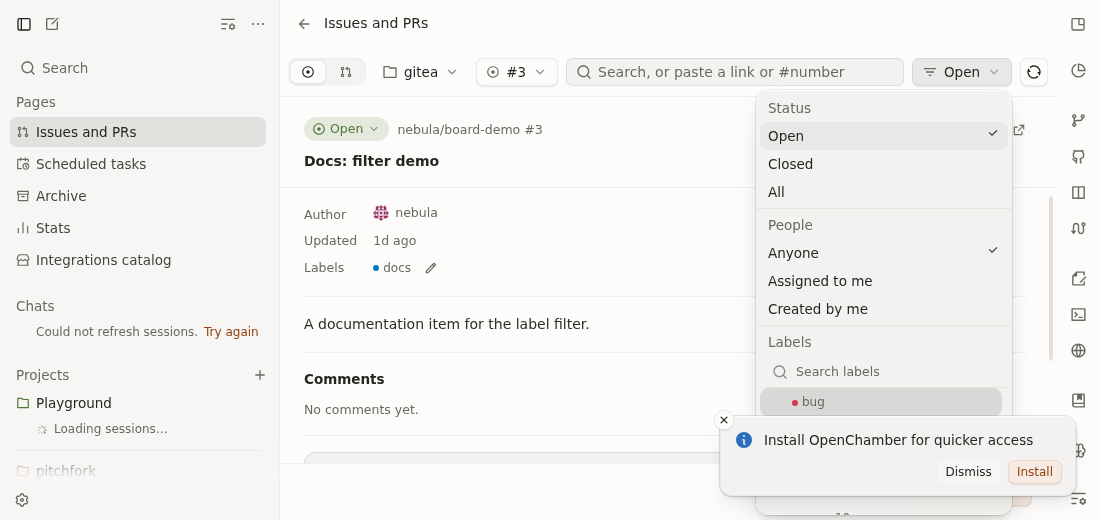 Issues and PRs
Search
gitea
#3
Search, or paste a link or #number
Open
Pages
Issues and PRs
Scheduled tasks
Archive
Stats
Integrations catalog
Chats
Could not refresh sessions. Try again
Projects
Playground
Loading sessions...
pitchfork
Open
nebula/board-demo #3
Docs: filter demo
Author
nebula
Updated
1d ago
Labels
docs
A documentation item for the label filter.
Comments
No comments yet.
Status
Open
Closed
All
People
Anyone
Assigned to me
Created by me
Labels
Search labels
bug
Install OpenChamber for quicker access
Dismiss
Install